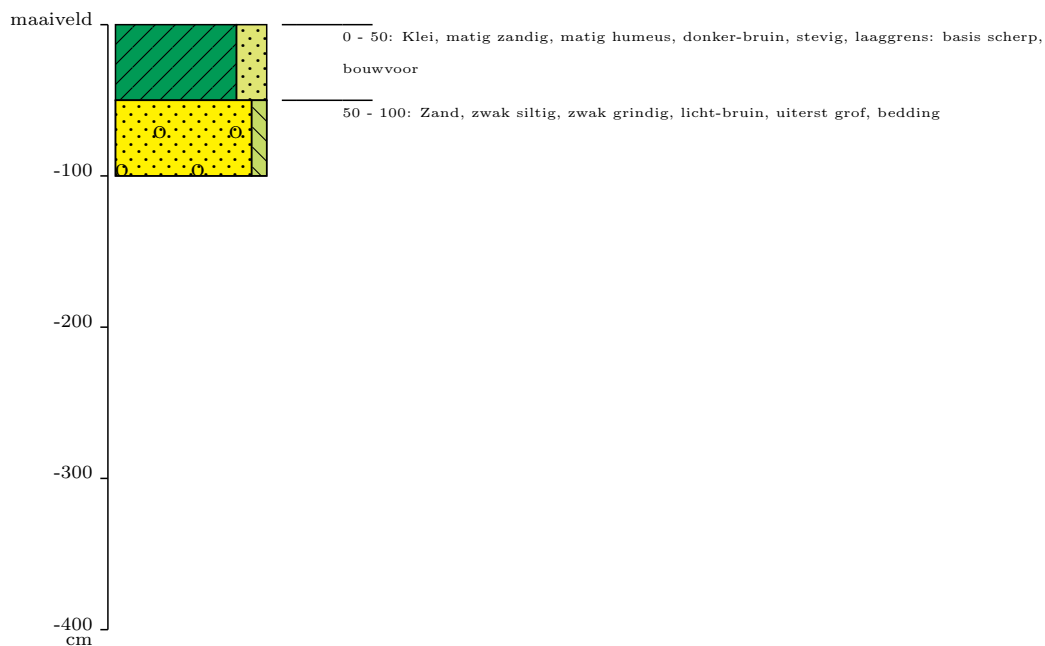 maaiveld
0 - 50: Klei, matig zandig, matig humeus, donker-bruin, stevig, laaggrens: basis scherp,
bouwvoor
50 - 100: Zand, zwak siltig, zwak grindig, licht-bruin, uiterst grof, bedding
-100
-200
-300
-400
cm